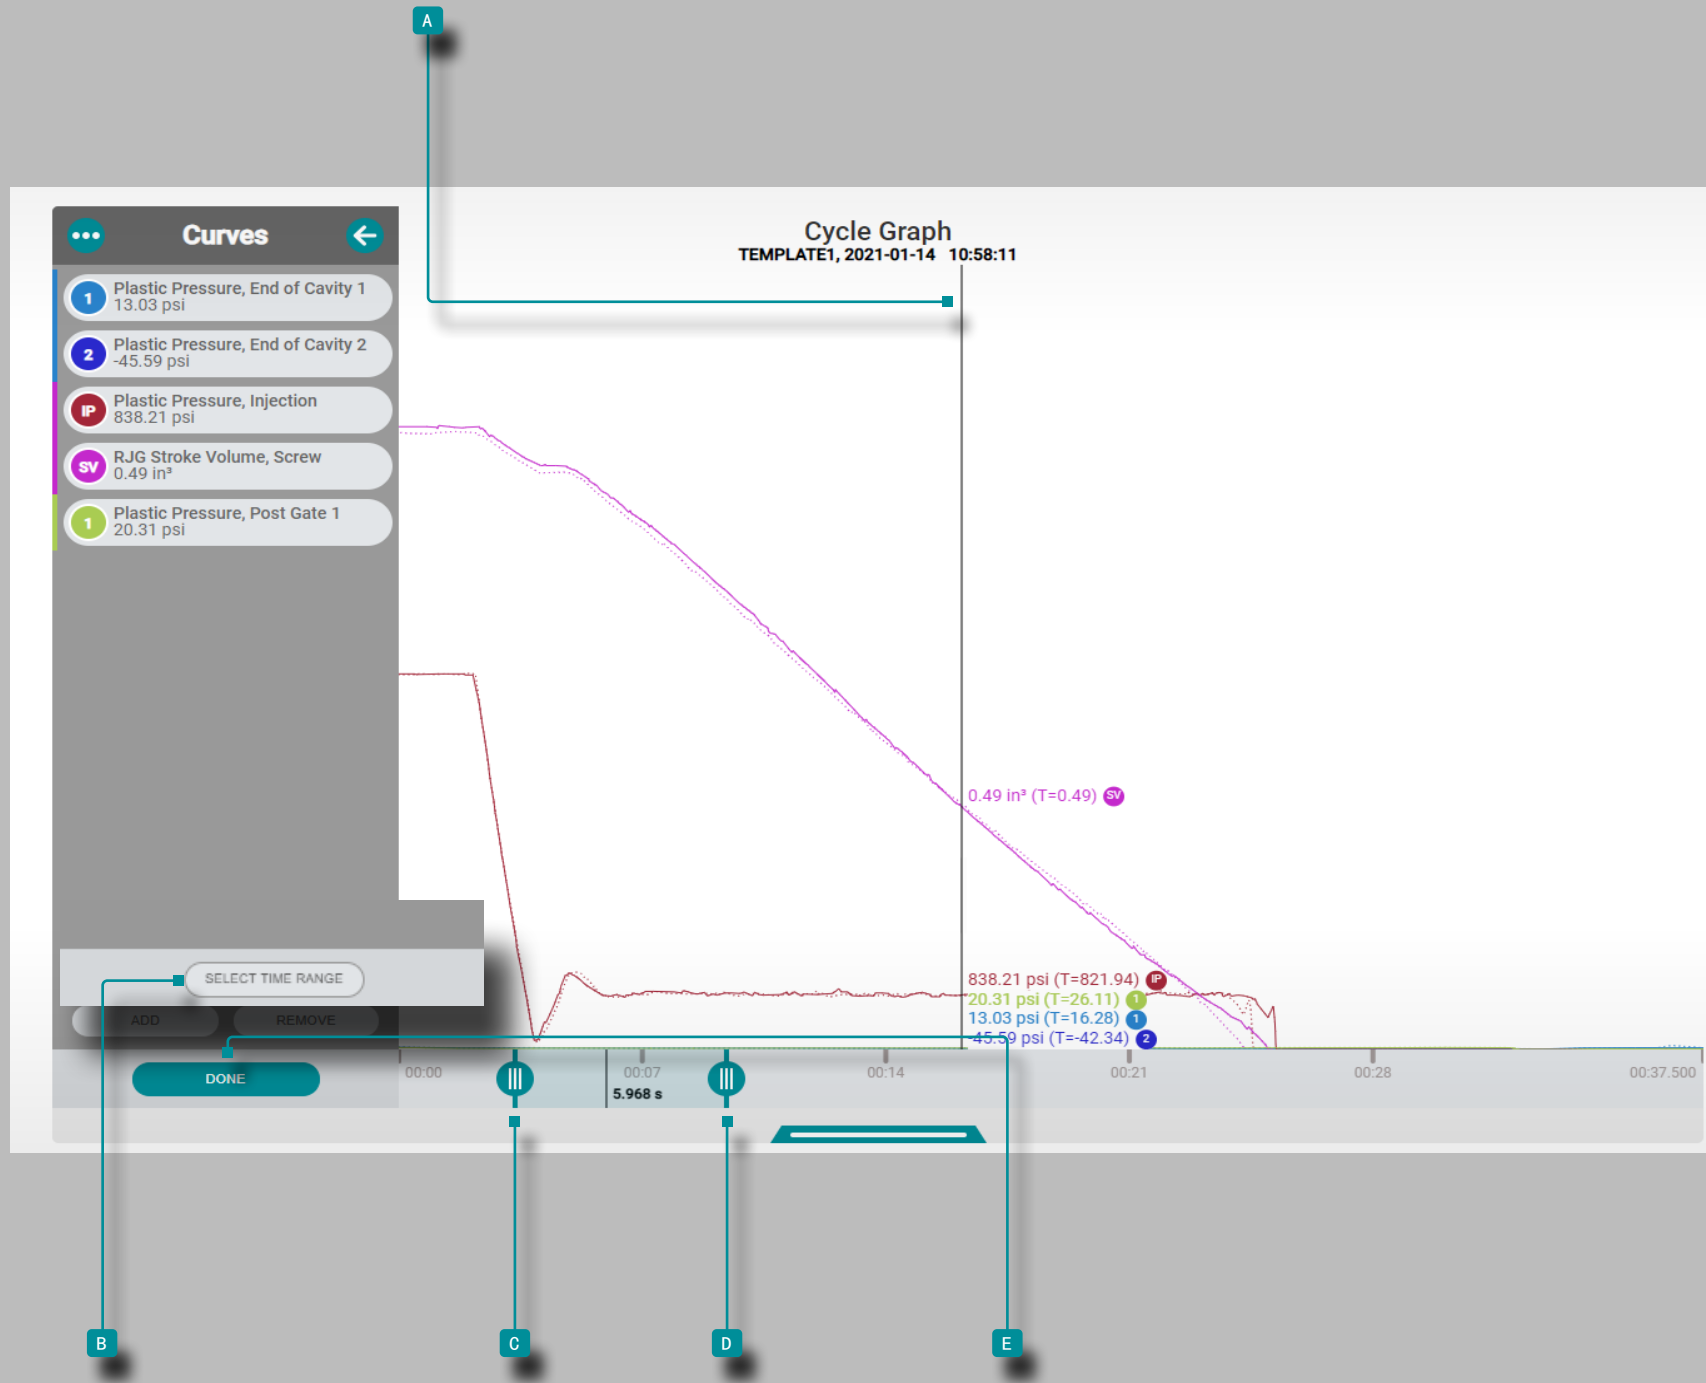 A
Curves
Cycle Graph
TEMPLATE1, 2021-01-14 10:58:11
1 Plastic Pressure, End of Cavity 1
13.03 psi
2 Plastic Pressure, End of Cavity 2
-45.59 psi
IP Plastic Pressure, Injection
838.21 psi
SV RJG Stroke Volume, Screw
0.49 in³
1 Plastic Pressure, Post Gate 1
20.31 psi
0.49 in³ (T=0.49) SV
838.21 psi (T=821.94) IP
20.31 psi (T=26.11) 1
13.03 psi (T=16.28) 1
-45.59 psi (T=-42.34) 2
SELECT TIME RANGE
ADD REMOVE
DONE
00:00 00:07 00:14 00:21 00:28 00:37.500
5.968 s
B C D E